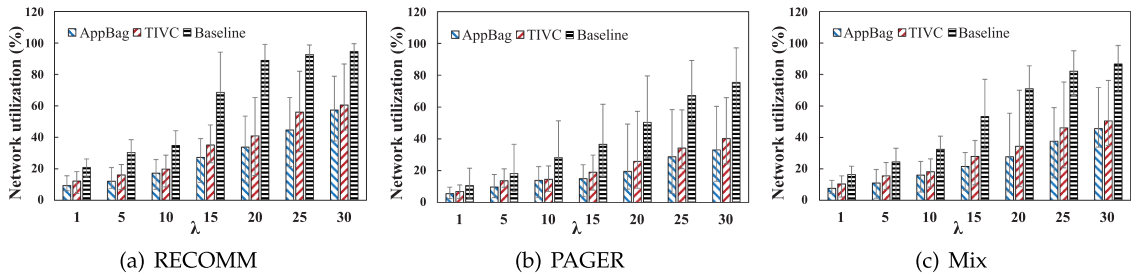 Network utilization (%)
120
100
80
60
40
20
0
AppBag TIVC Baseline
1 5 10 15 20 25 30
λ
(a) RECOMM
Network utilization (%)
120
100
80
60
40
20
0
AppBag TIVC Baseline
1 5 10 15 20 25 30
λ
(b) PAGER
Network utilization (%)
120
100
80
60
40
20
0
AppBag TIVC Baseline
1 5 10 15 20 25 30
λ
(c) Mix